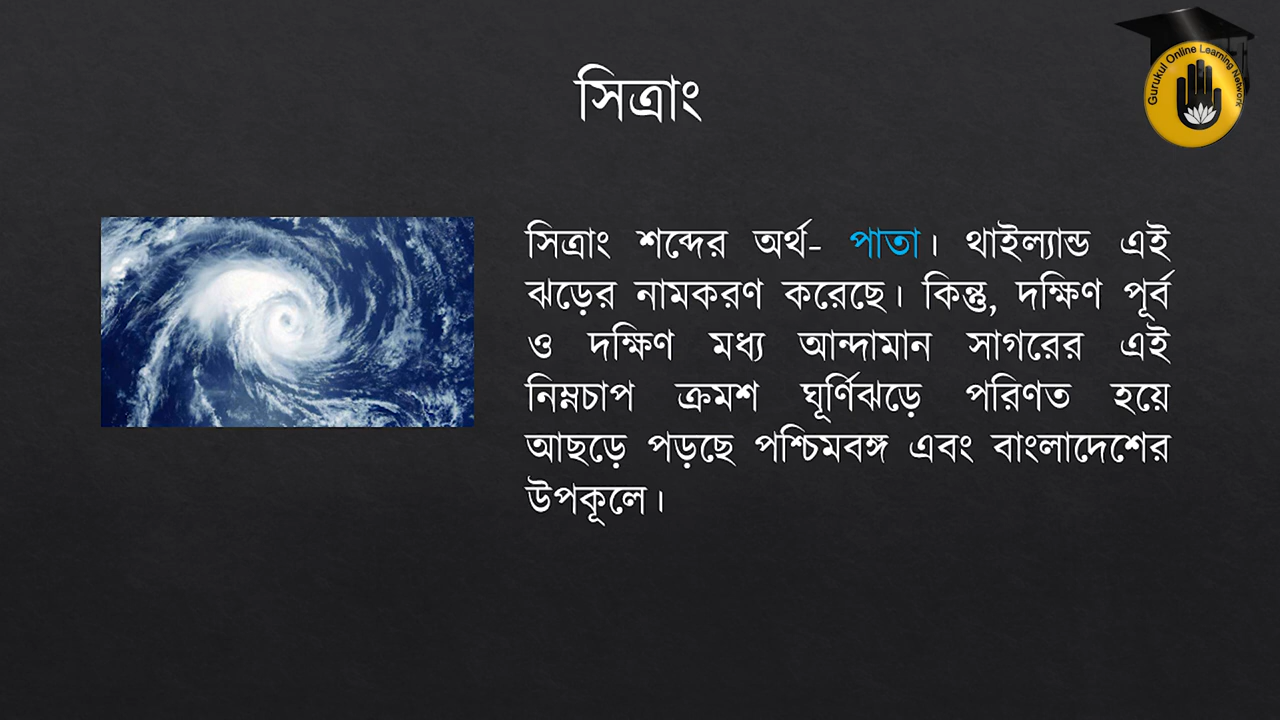 সিত্রাং
Gurukul Online Learning Network
সিত্রাং শব্দের অর্থ- পাতা। থাইল্যান্ড এই
ঝড়ের নামকরণ করেছে। কিন্তু, দক্ষিণ পূর্ব
ও দক্ষিণ মধ্য আন্দামান সাগরের এই
নিম্নচাপ ক্রমশ ঘূর্ণিঝড়ে পরিণত হয়ে
আছড়ে পড়ছে পশ্চিমবঙ্গ এবং বাংলাদেশের
উপকূলে।